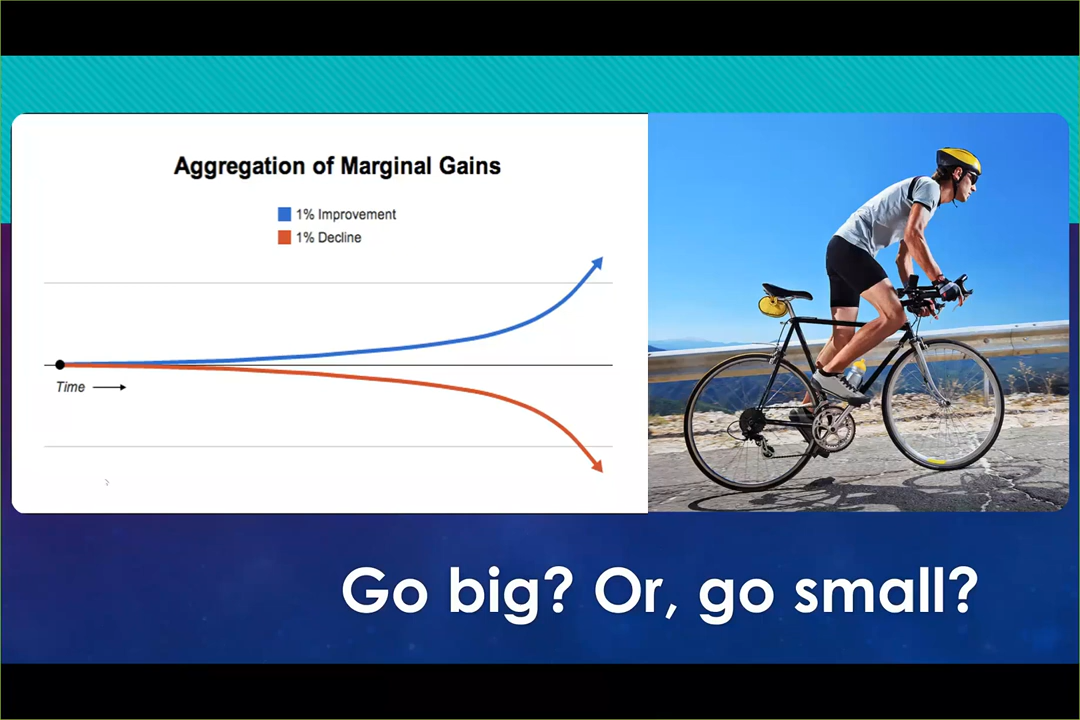 Aggregation of Marginal Gains
1% Improvement
1% Decline
Time
Go big? Or, go small?